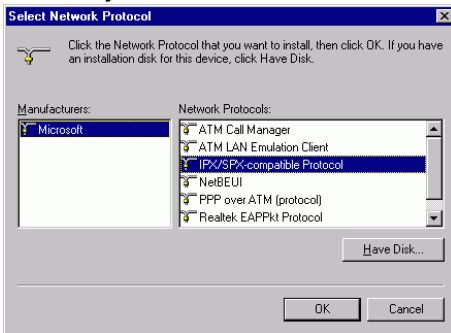 Select Network Protocol
Click the Network Protocol that you want to install, then click OK. If you have
an installation disk for this device, click Have Disk.
Manufacturers:
Microsoft
Network Protocols:
ATM Call Manager
ATM LAN Emulation Client
IPX/SPX-compatible Protocol
NetBEUI
PPP over ATM (protocol)
Realtek EAPPkt Protocol
Have Disk...
OK
Cancel